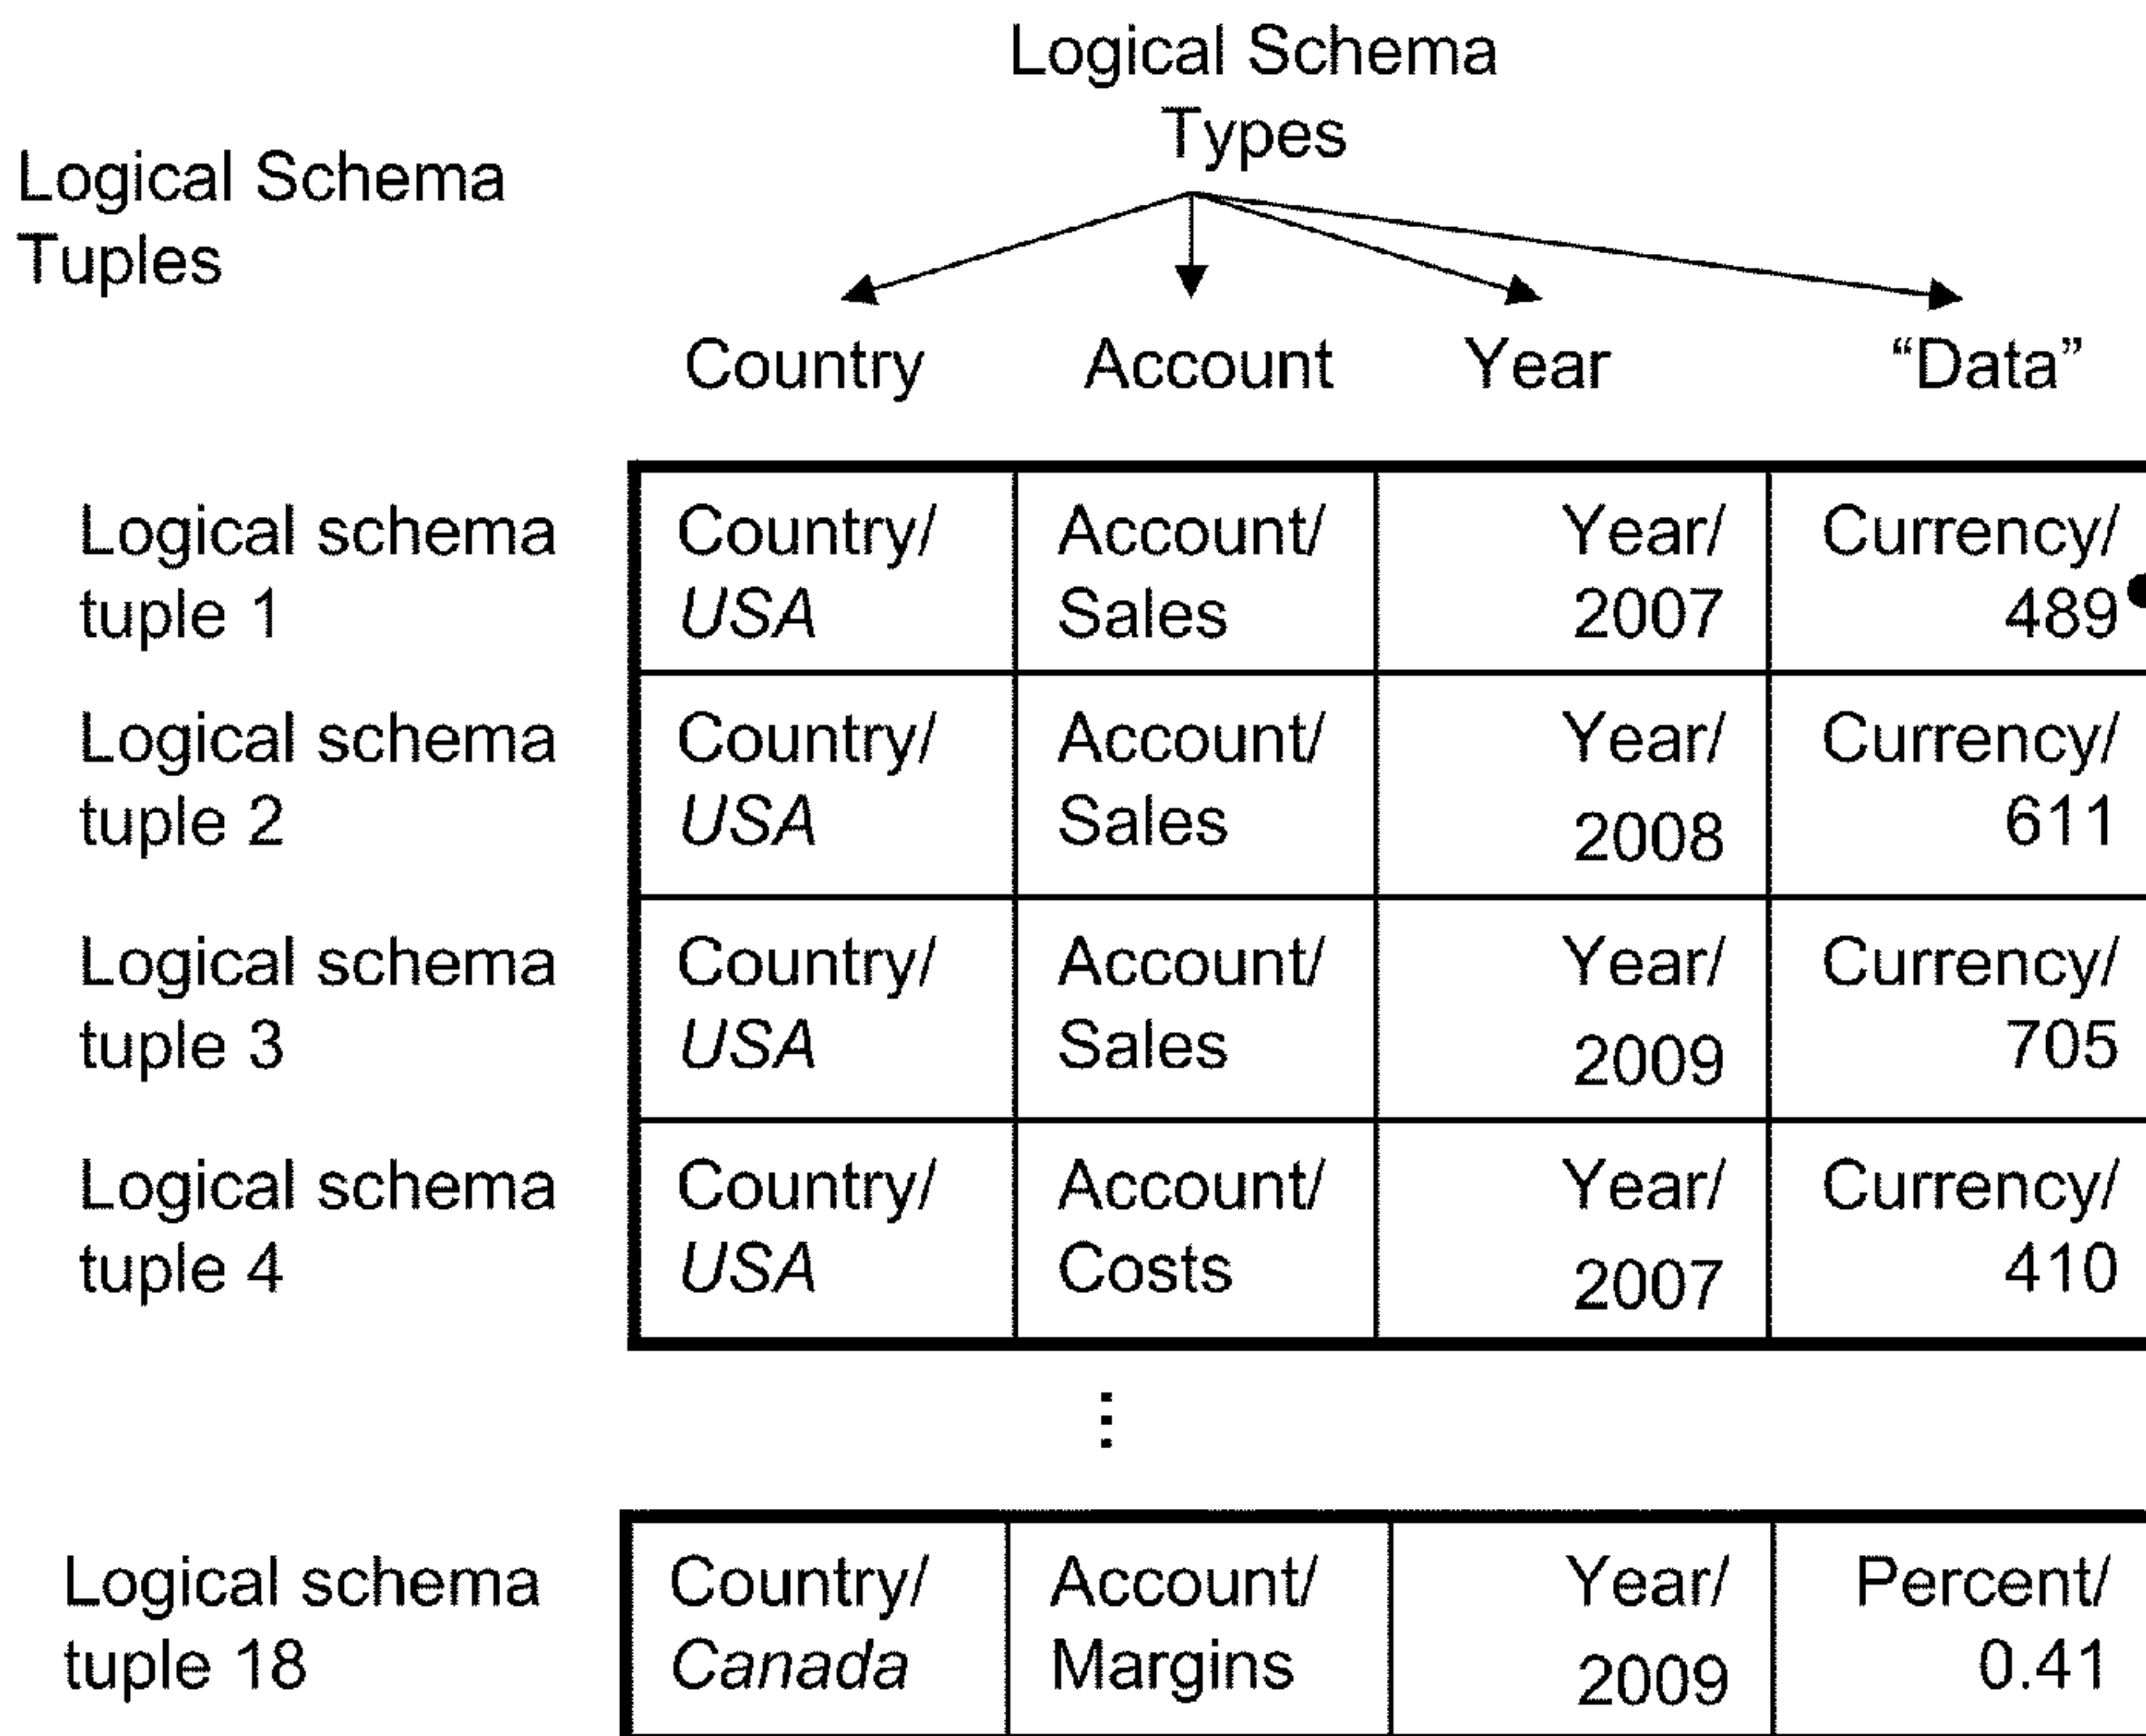 Logical Schema
Types
Logical Schema
Tuples
Country Account Year “Data”
Logical schema Country/ Account/ Year/ Currency/
tuple 1 USA Sales 2007 489
Logical schema Country/ Account/ Year/ Currency/
tuple 2 USA Sales 2008 611
Logical schema Country/ Account/ Year/ Currency/
tuple 3 USA Sales 2009 705
Logical schema Country/ Account/ Year/ Currency/
tuple 4 USA Costs 2007 410
⋮
Logical schema Country/ Account/ Year/ Percent/
tuple 18 Canada Margins 2009 0.41